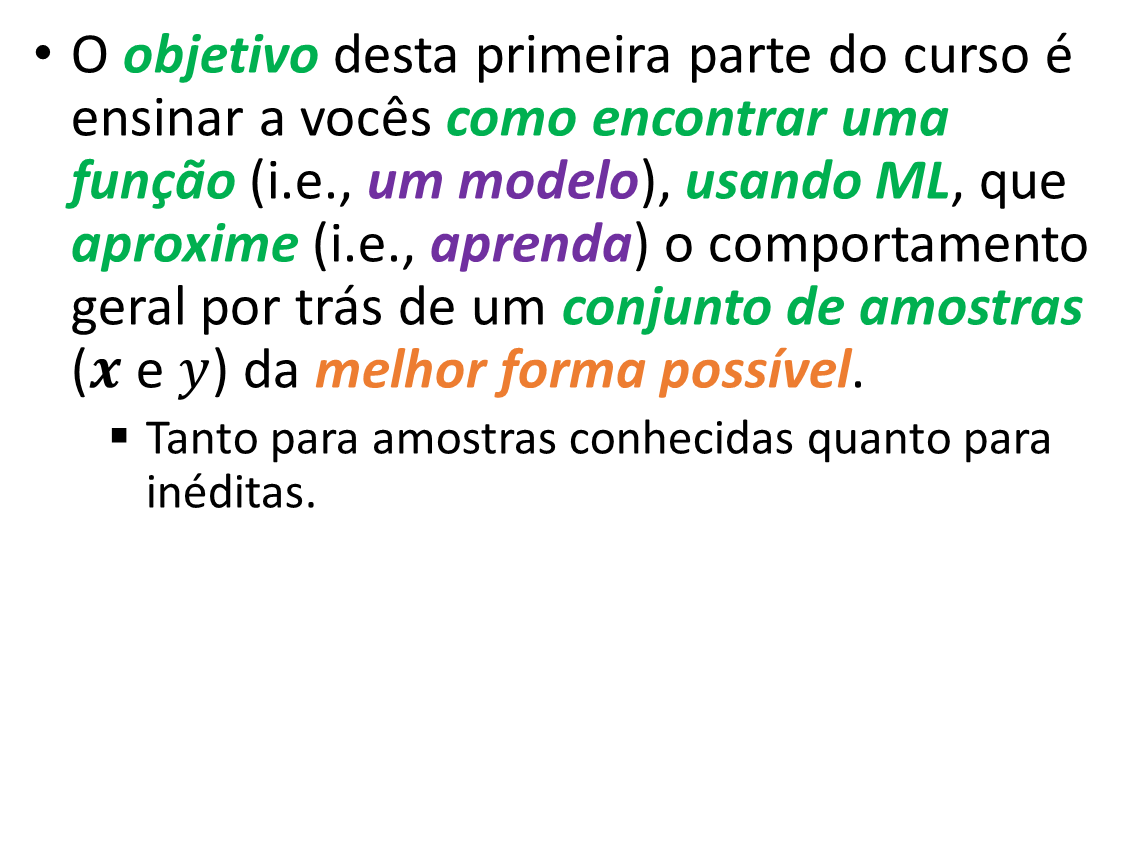 • O objetivo desta primeira parte do curso é
ensinar a vocês como encontrar uma
função (i.e., um modelo), usando ML, que
aproxime (i.e., aprenda) o comportamento
geral por trás de um conjunto de amostras
(x e y) da melhor forma possível.
▪ Tanto para amostras conhecidas quanto para
inéditas.